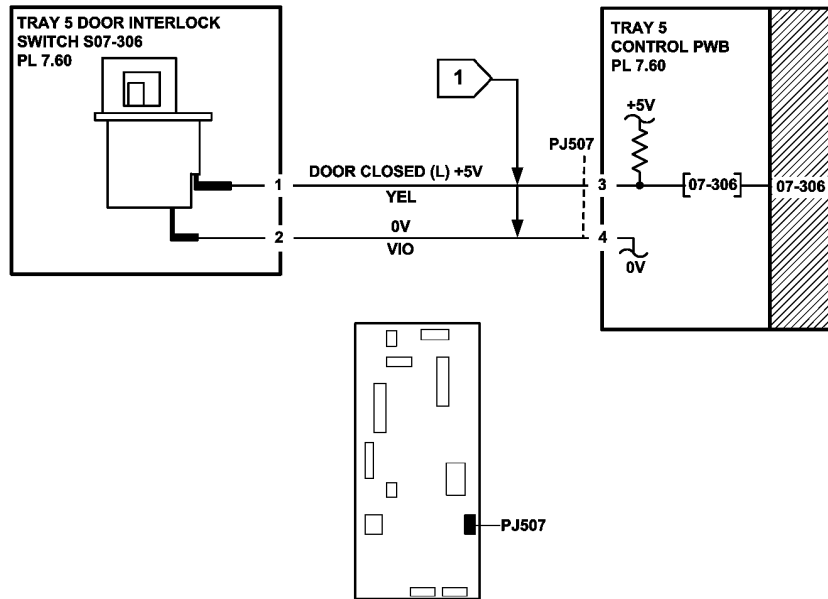 TRAY 5 DOOR INTERLOCK
SWITCH S07-306
PL 7.60
1
TRAY 5
CONTROL PWB
PL 7.60
+5V
PJ507
1
DOOR CLOSED (L) +5V
YEL
3
07-306
07-306
2
0V
VIO
4
0V
PJ507